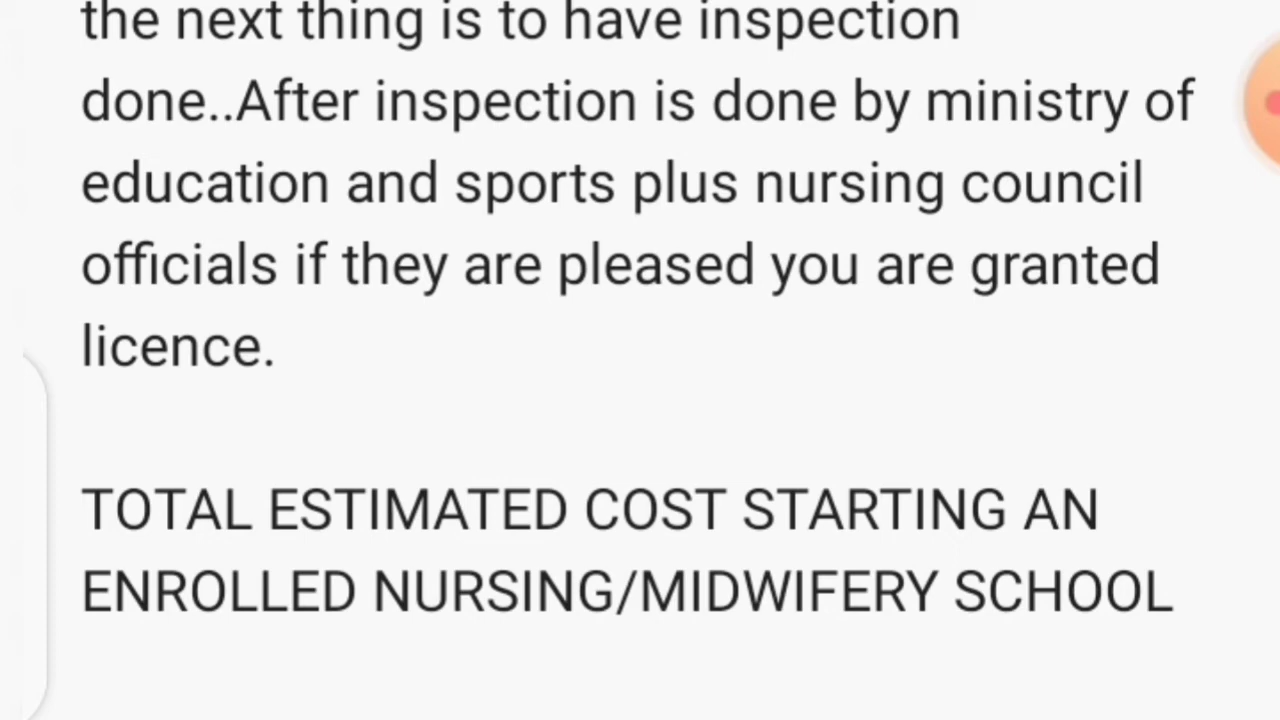 the next thing is to have inspection
done..After inspection is done by ministry of
education and sports plus nursing council
officials if they are pleased you are granted
licence.
TOTAL ESTIMATED COST STARTING AN
ENROLLED NURSING/MIDWIFERY SCHOOL